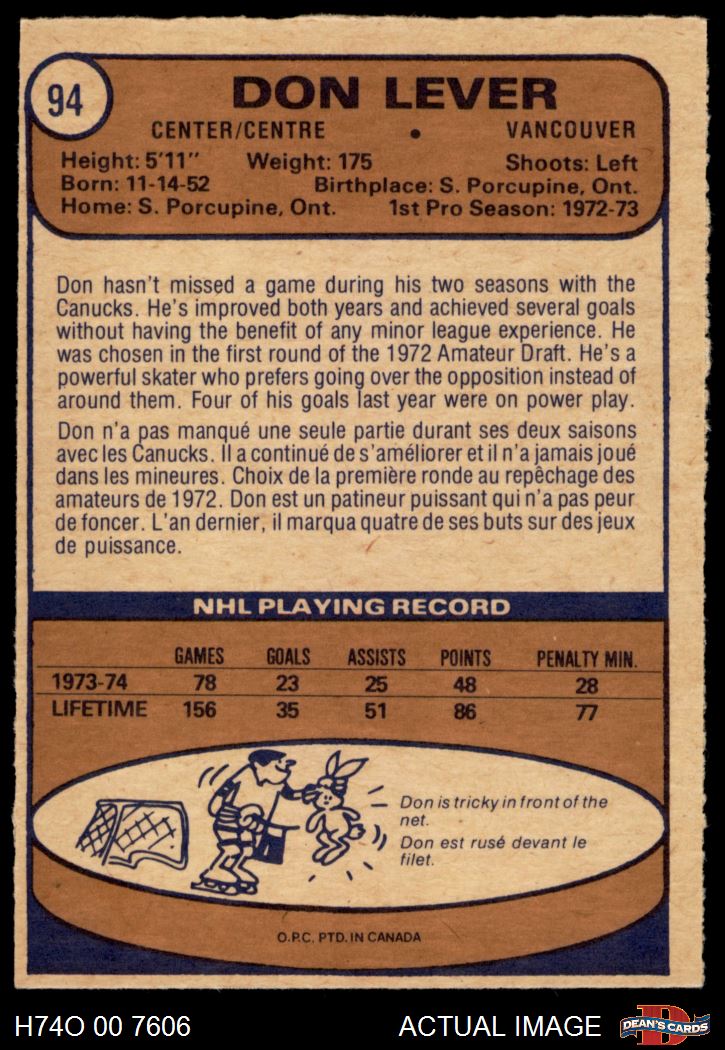 94
DON LEVER
CENTER/CENTRE • VANCOUVER
Height: 5'11" Weight: 175 Shoots: Left
Born: 11-14-52 Birthplace: S. Porcupine, Ont.
Home: S. Porcupine, Ont. 1st Pro Season: 1972-73
Don hasn't missed a game during his two seasons with the
Canucks. He's improved both years and achieved several goals
without having the benefit of any minor league experience. He
was chosen in the first round of the 1972 Amateur Draft. He's a
powerful skater who prefers going over the opposition instead of
around them. Four of his goals last year were on power play.
Don n'a pas manqué une seule partie durant ses deux saisons
avec les Canucks. Il a continué de s'améliorer et il n'a jamais joué
dans les mineures. Choix de la première ronde au repêchage des
amateurs de 1972. Don est un patineur puissant qui n'a pas peur
de foncer. L'an dernier, il marqua quatre de ses buts sur des jeux
de puissance.
NHL PLAYING RECORD
GAMES GOALS ASSISTS POINTS PENALTY MIN.
1973-74 78 23 25 48 28
LIFETIME 156 35 51 86 77
Don is tricky in front of the
net.
Don est rusé devant le
filet.
O.P.C. PTD. IN CANADA
H74O 00 7606 ACTUAL IMAGE D DEAN'S CARDS